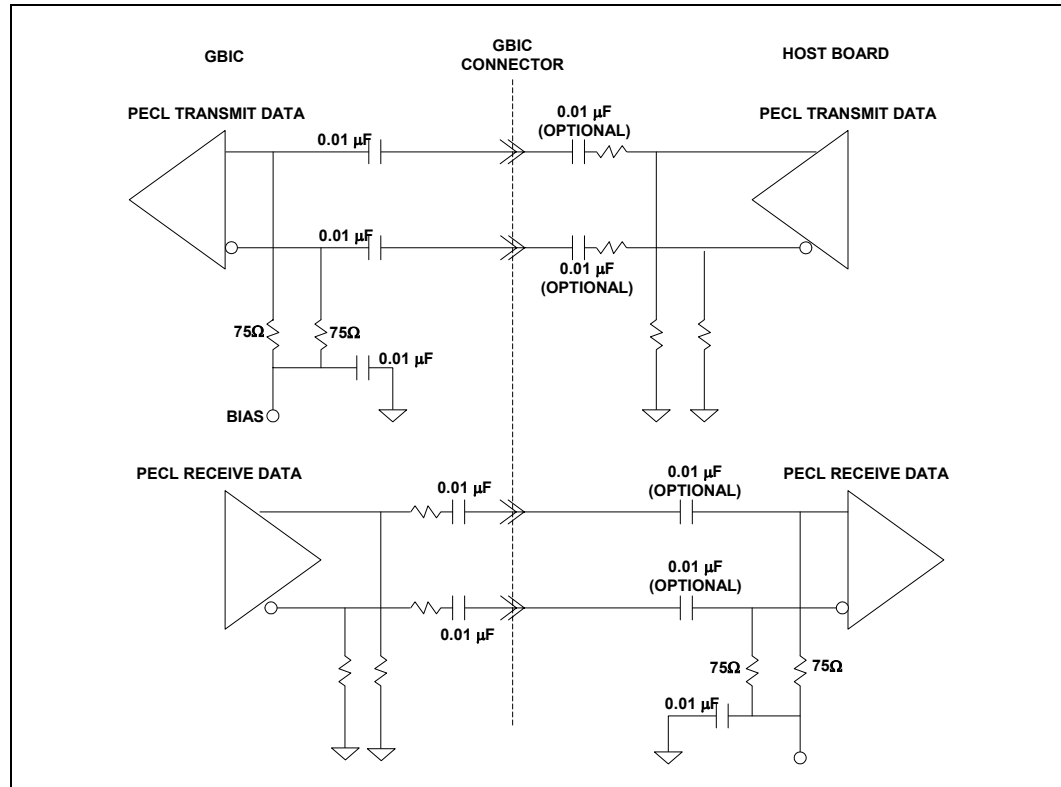 GBIC
GBIC
CONNECTOR
HOST BOARD
PECL TRANSMIT DATA
0.01 µF
(OPTIONAL)
PECL TRANSMIT DATA
0.01 µF
0.01 µF
0.01 µF
(OPTIONAL)
75Ω
75Ω
0.01 µF
BIAS
PECL RECEIVE DATA
0.01 µF
0.01 µF
(OPTIONAL)
PECL RECEIVE DATA
0.01 µF
(OPTIONAL)
0.01 µF
75Ω
75Ω
0.01 µF